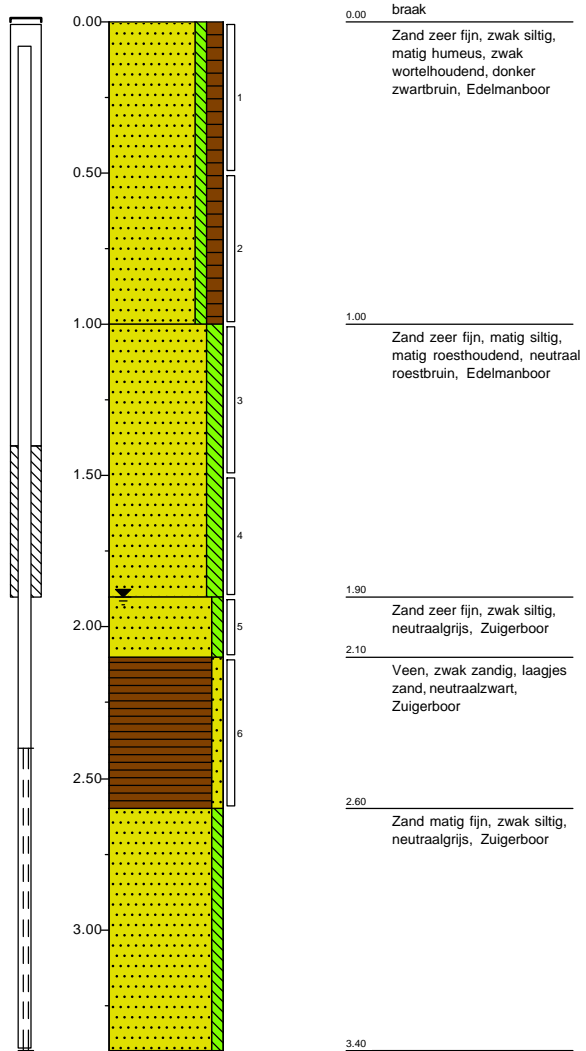 braak
0.00
0.00
Zand zeer fijn, zwak siltig,
matig humeus, zwak
wortelhoudend, donker
zwartbruin, Edelmanboor
1
0.50
2
1.00
1.00
Zand zeer fijn, matig siltig,
matig roesthoudend, neutraal
roestbruin, Edelmanboor
3
1.50
4
1.90
Zand zeer fijn, zwak siltig,
neutraalgrijs, Zuigerboor
5
2.00
2.10
Veen, zwak zandig, laagjes
zand, neutraalzwart,
Zuigerboor
6
2.50
2.60
Zand matig fijn, zwak siltig,
neutraalgrijs, Zuigerboor
3.00
3.40